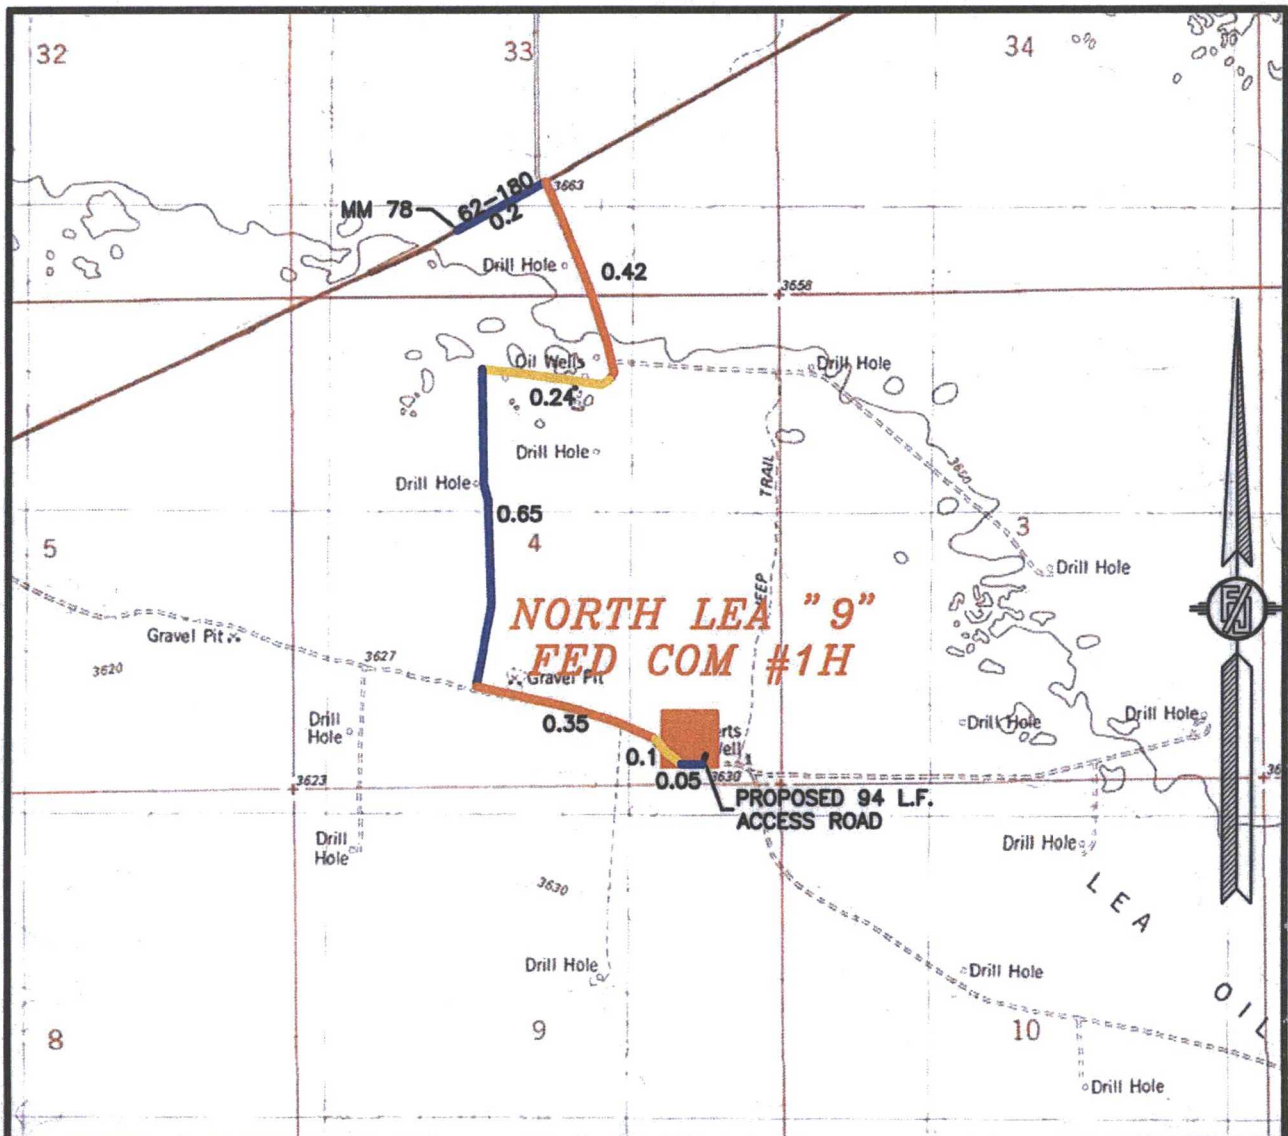 32
33
34
MM 78
62-180
0.2
3663
Drill Hole
0.42
3658
Oil Wells
0.24
Drill Hole
Drill Hole
TRAIL
Drill Hole
0.65
3660
5
4
3
Drill Hole
JEEP
NORTH LEA "9"
FED COM #1H
Gravel Pit
3627
3620
Gravel Pit
0.35
Drill
Hole
Drill Hole
Drill Hole
0.1
0.05
3630
3623
PROPOSED 94 L.F.
ACCESS ROAD
Drill
Hole
Drill Hole
3630
LEA
Drill Hole
Drill Hole
OIL
8
9
10
Drill Hole